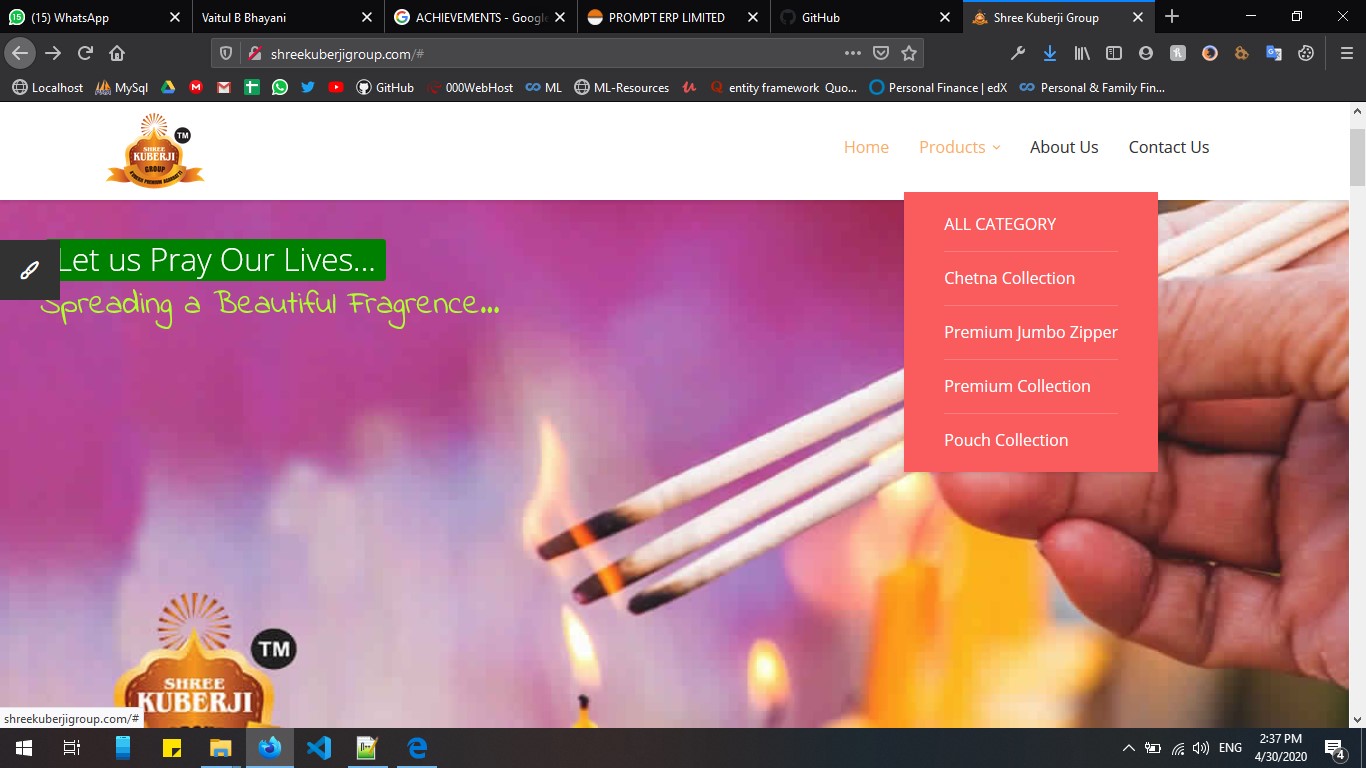 (15) WhatsApp
Vaitul B Bhayani
ACHIEVEMENTS - Google
PROMPT ERP LIMITED
GitHub
Shree Kuberji Group
shreekuberjigroup.com/#
Localhost
MySql
GitHub
000WebHost
ML
ML-Resources
entity framework Quo...
Personal Finance | edX
Personal & Family Fin...
TM
SHREE
KUBERJI
GROUP
Home
Products
About Us
Contact Us
ALL CATEGORY
Chetna Collection
Premium Jumbo Zipper
Premium Collection
Pouch Collection
Let us Pray Our Lives...
Spreading a Beautiful Fragrence...
TM
SHREE
KUBERJI
shreekuberjigroup.com/#
ENG
2:37 PM
4/30/2020
4